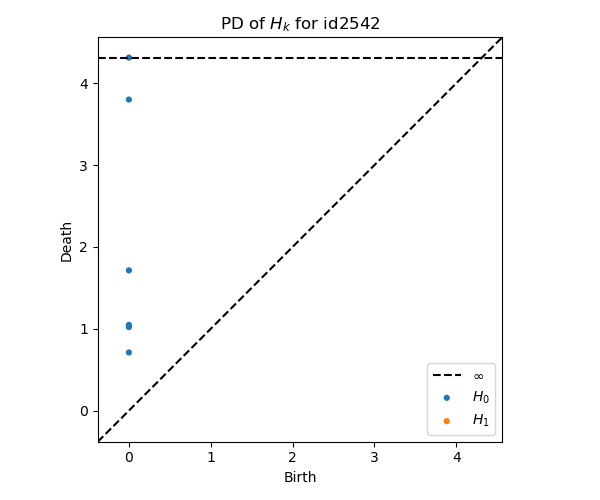 PD of $H_k$ for id2542
Death
4
3
2
1
0
0 1 2 3 4
Birth
∞
$H_0$
$H_1$